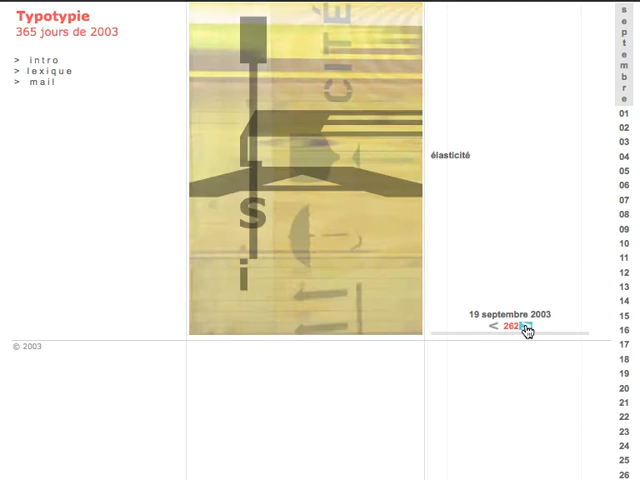 Typotypie
365 jours de 2003
> intro
> lexique
> mail
CITÉ
S
i
élasticité
19 septembre 2003
< 262
© 2003
septembre
01
02
03
04
05
06
07
08
09
10
11
12
13
14
15
16
17
18
19
20
21
22
23
24
25
26